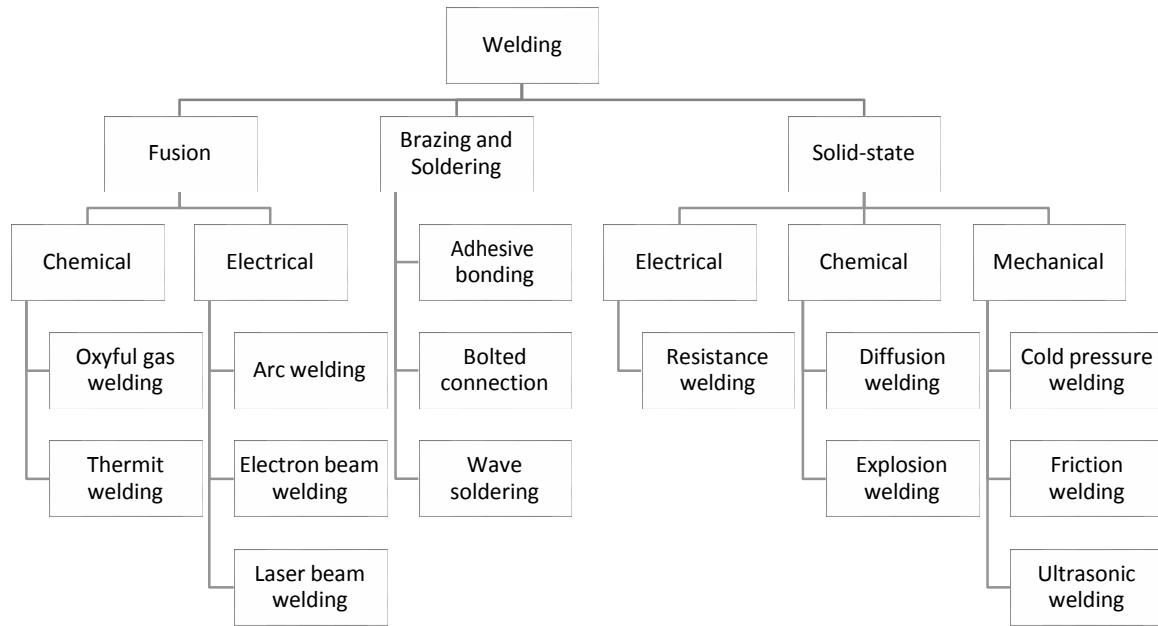 Welding
Fusion
Brazing and
Soldering
Solid-state
Chemical
Electrical
Adhesive
bonding
Electrical
Chemical
Mechanical
Oxyful gas
welding
Arc welding
Bolted
connection
Resistance
welding
Diffusion
welding
Cold pressure
welding
Thermit
welding
Electron beam
welding
Wave
soldering
Explosion
welding
Friction
welding
Laser beam
welding
Ultrasonic
welding